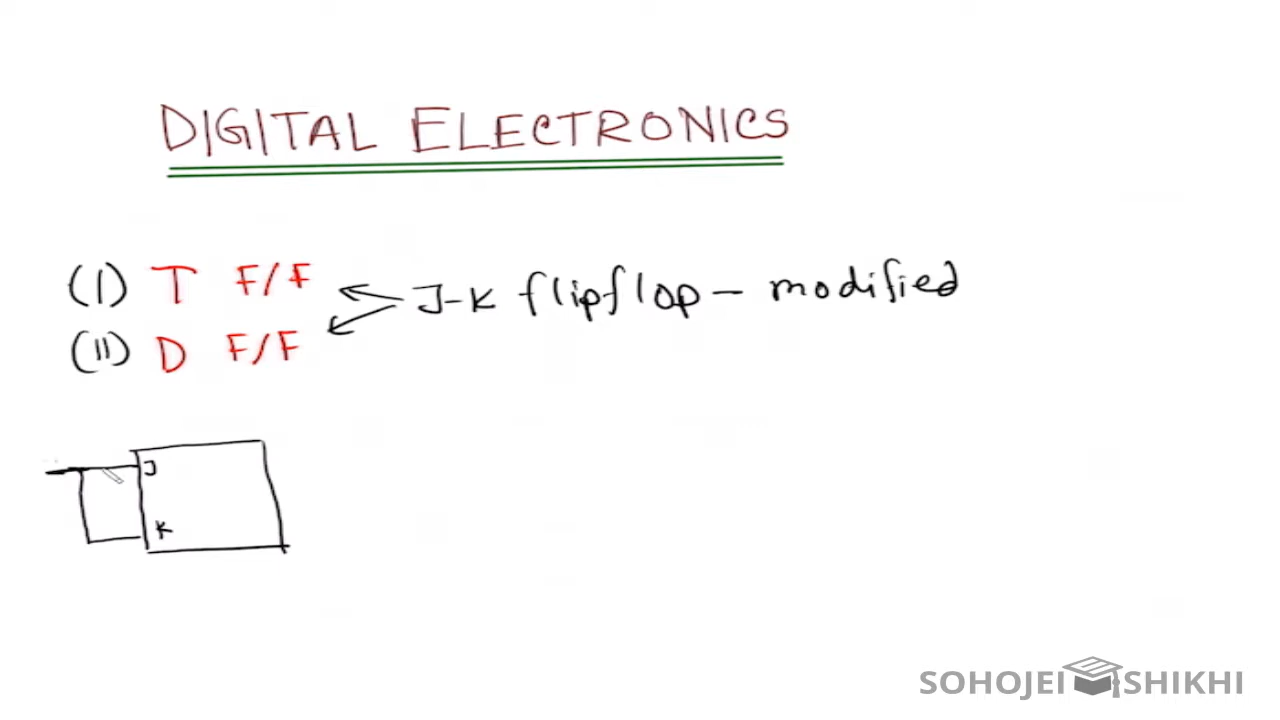 DIGITAL ELECTRONICS
(I) T F/F
J-K flipflop - modified
(II) D F/F
J
K
SOHOJEI SHIKHI